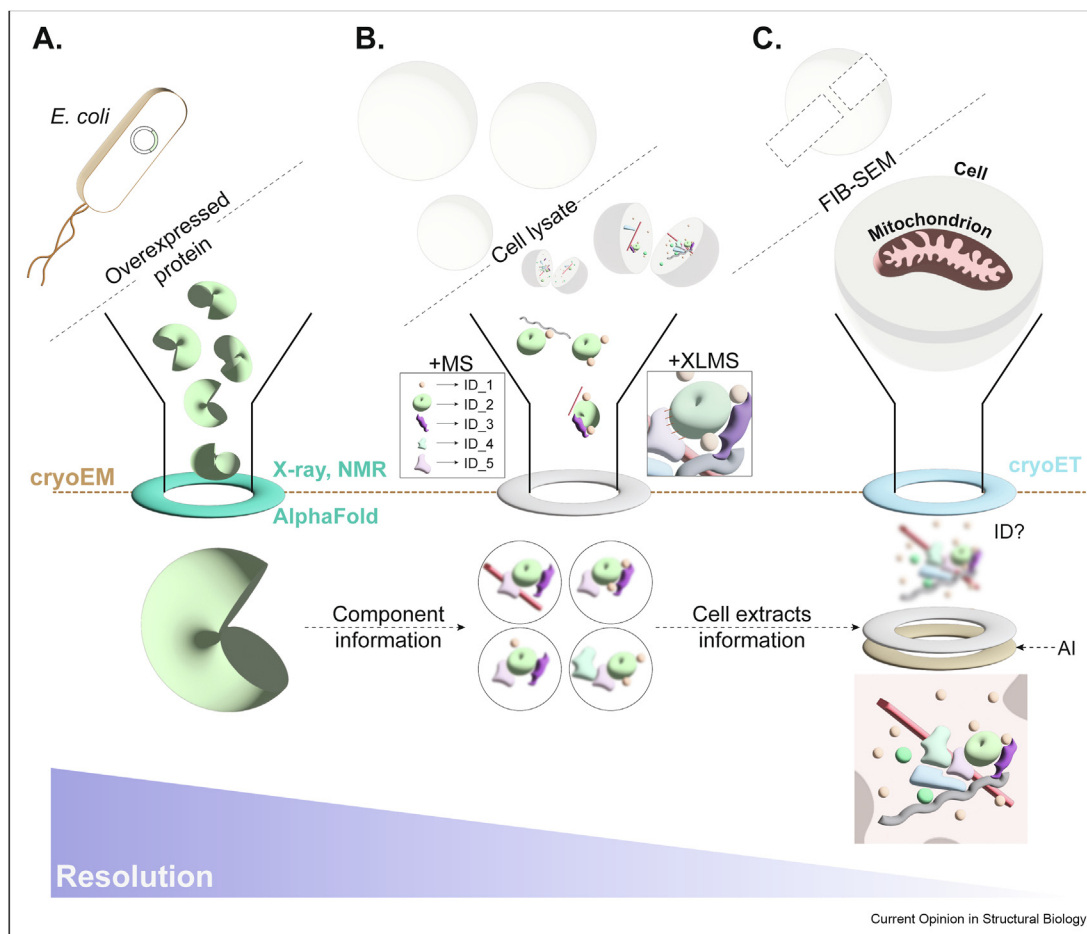 A.
B.
C.
E. coli
Overexpressed
protein
Cell lysate
FIB-SEM
Cell
Mitochondrion
+MS
ID_1
ID_2
ID_3
ID_4
ID_5
+XLMS
cryoEM
X-ray, NMR
AlphaFold
cryoET
ID?
Component
information
Cell extracts
information
AI
Resolution
Current Opinion in Structural Biology